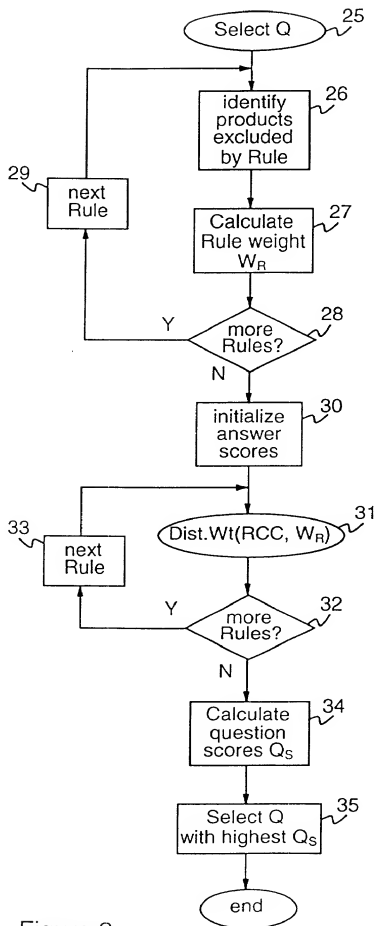 Select Q
25
identify
products
excluded
by Rule
26
29
next
Rule
Calculate
Rule weight
W_R
27
more
Rules?
28
Y
N
initialize
answer
scores
30
Dist.Wt(RCC, W_R)
31
33
next
Rule
more
Rules?
32
Y
N
Calculate
question
scores Q_S
34
Select Q
with highest Q_S
35
end